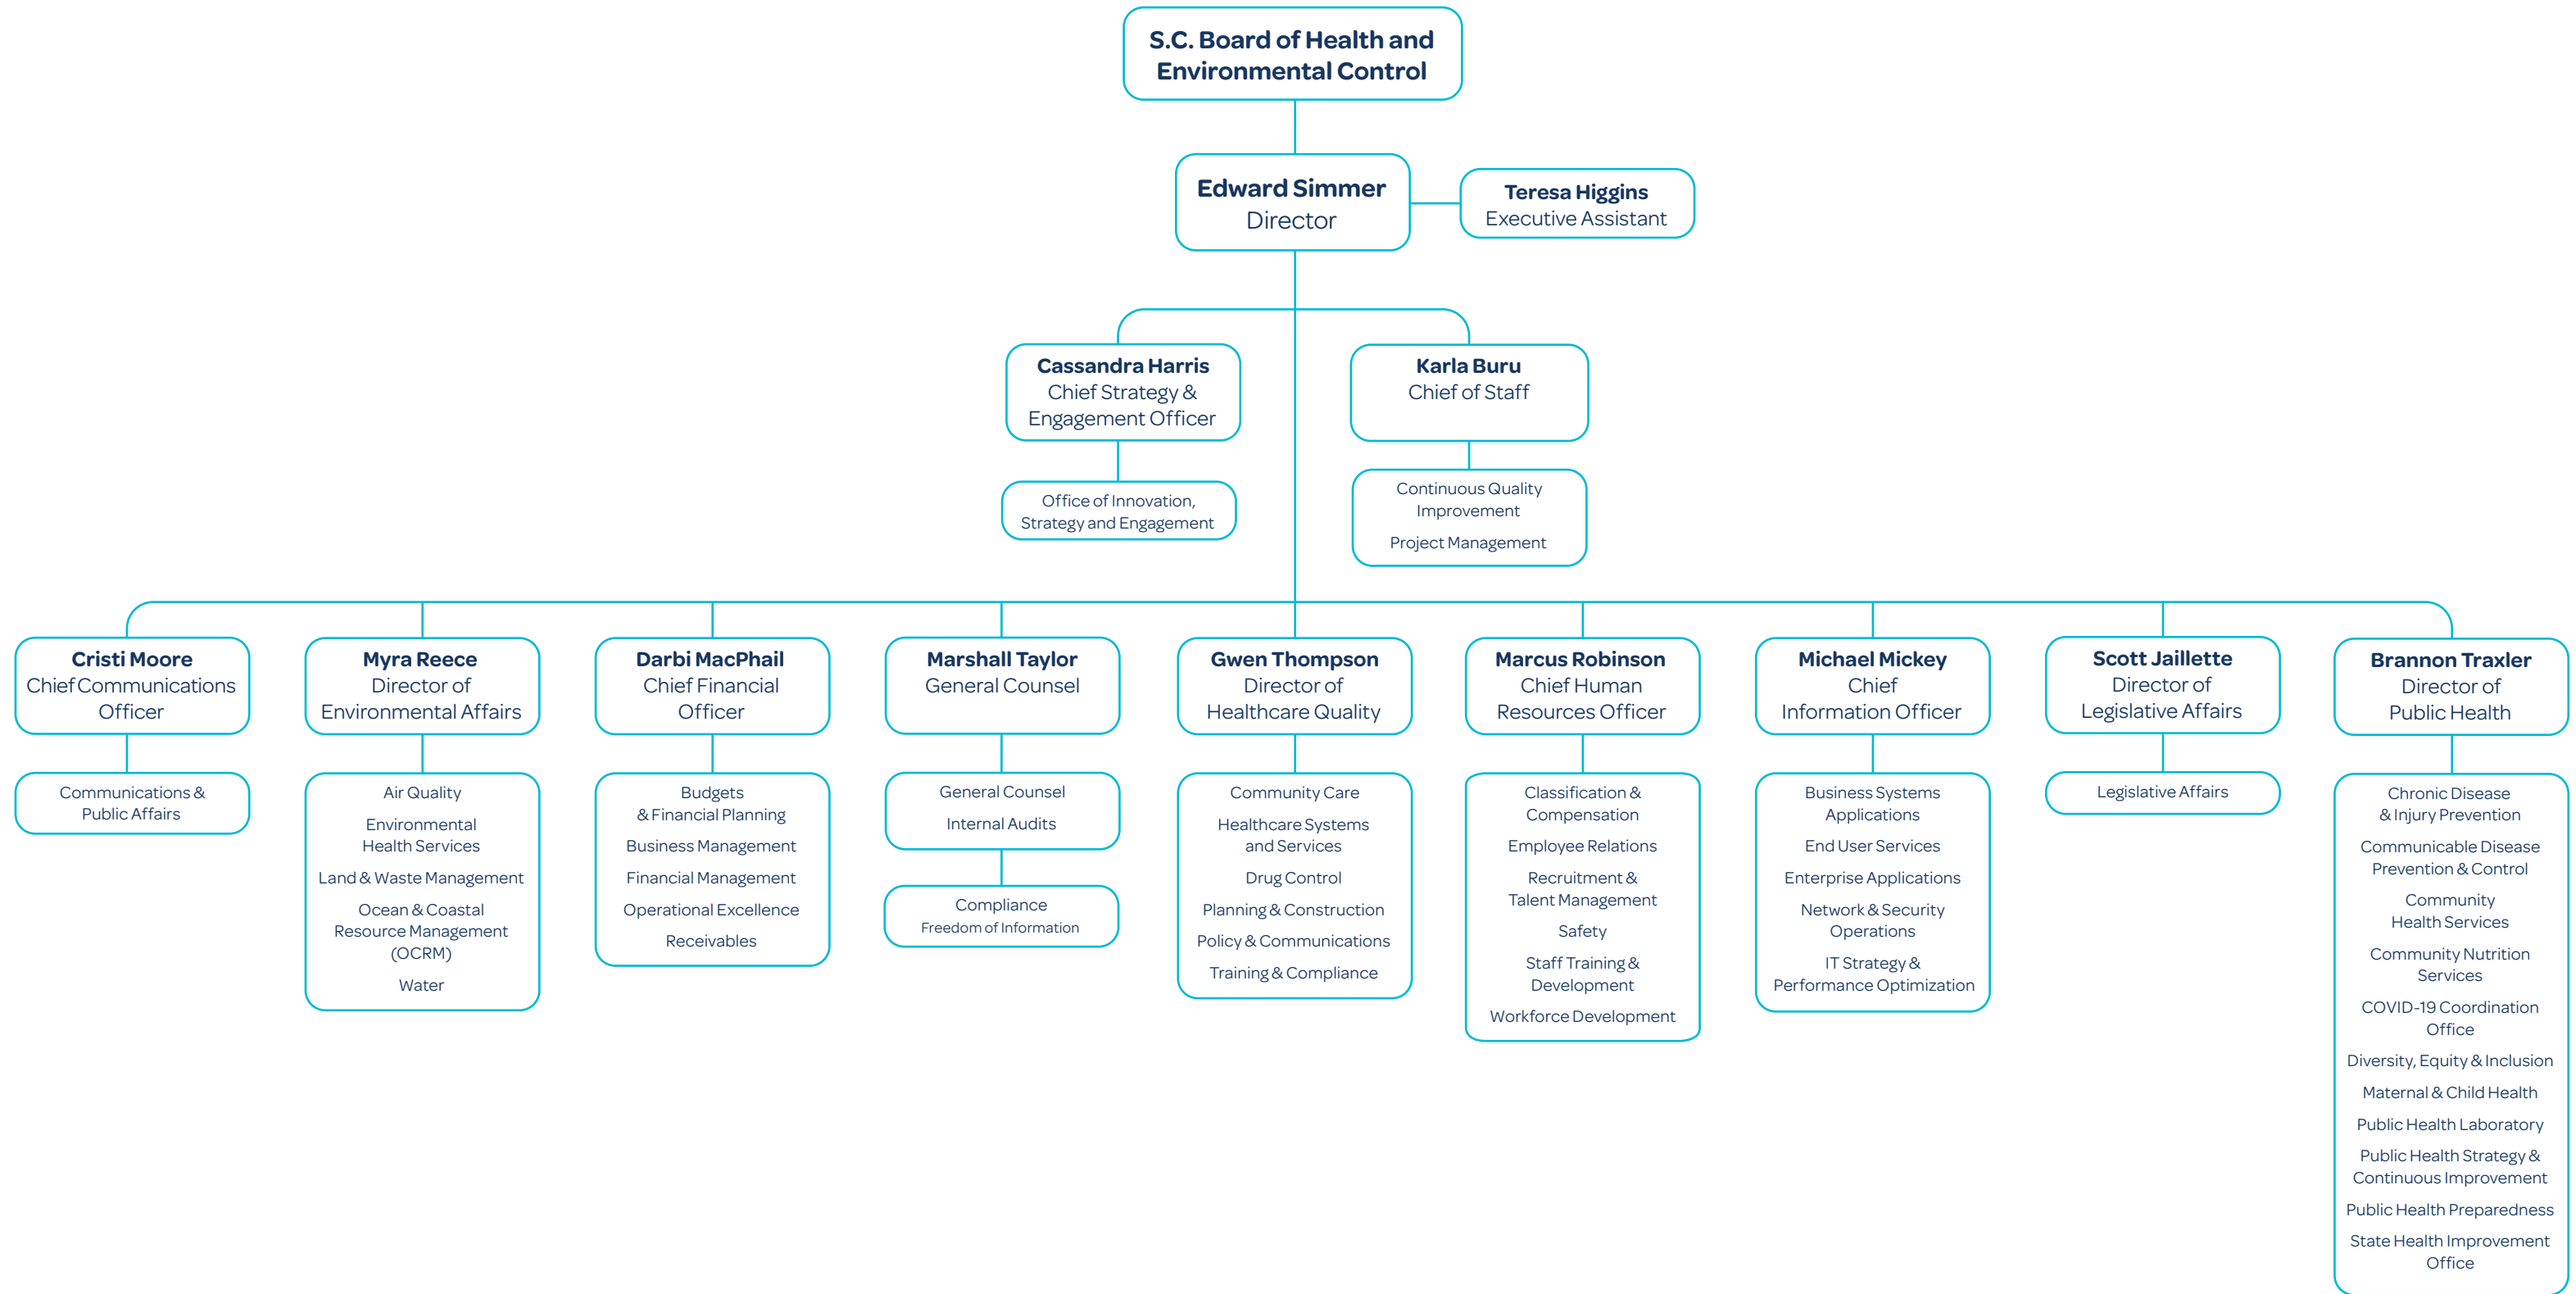 S.C. Board of Health and
Environmental Control
Edward Simmer
Director
Teresa Higgins
Executive Assistant
Cassandra Harris
Chief Strategy &
Engagement Officer
Karla Buru
Chief of Staff
Office of Innovation,
Strategy and Engagement
Continuous Quality
Improvement
Project Management
Cristi Moore
Chief Communications
Officer
Communications &
Public Affairs
Myra Reece
Director of
Environmental Affairs
Air Quality
Environmental
Health Services
Land & Waste Management
Ocean & Coastal
Resource Management
(OCRM)
Water
Darbi MacPhail
Chief Financial
Officer
Budgets
& Financial Planning
Business Management
Financial Management
Operational Excellence
Receivables
Marshall Taylor
General Counsel
General Counsel
Internal Audits
Compliance
Freedom of Information
Gwen Thompson
Director of
Healthcare Quality
Community Care
Healthcare Systems
and Services
Drug Control
Planning & Construction
Policy & Communications
Training & Compliance
Marcus Robinson
Chief Human
Resources Officer
Classification &
Compensation
Employee Relations
Recruitment &
Talent Management
Safety
Staff Training &
Development
Workforce Development
Michael Mickey
Chief
Information Officer
Business Systems
Applications
End User Services
Enterprise Applications
Network & Security
Operations
IT Strategy &
Performance Optimization
Scott Jaillette
Director of
Legislative Affairs
Legislative Affairs
Brannon Traxler
Director of
Public Health
Chronic Disease
& Injury Prevention
Communicable Disease
Prevention & Control
Community
Health Services
Community Nutrition
Services
COVID-19 Coordination
Office
Diversity, Equity & Inclusion
Maternal & Child Health
Public Health Laboratory
Public Health Strategy &
Continuous Improvement
Public Health Preparedness
State Health Improvement
Office